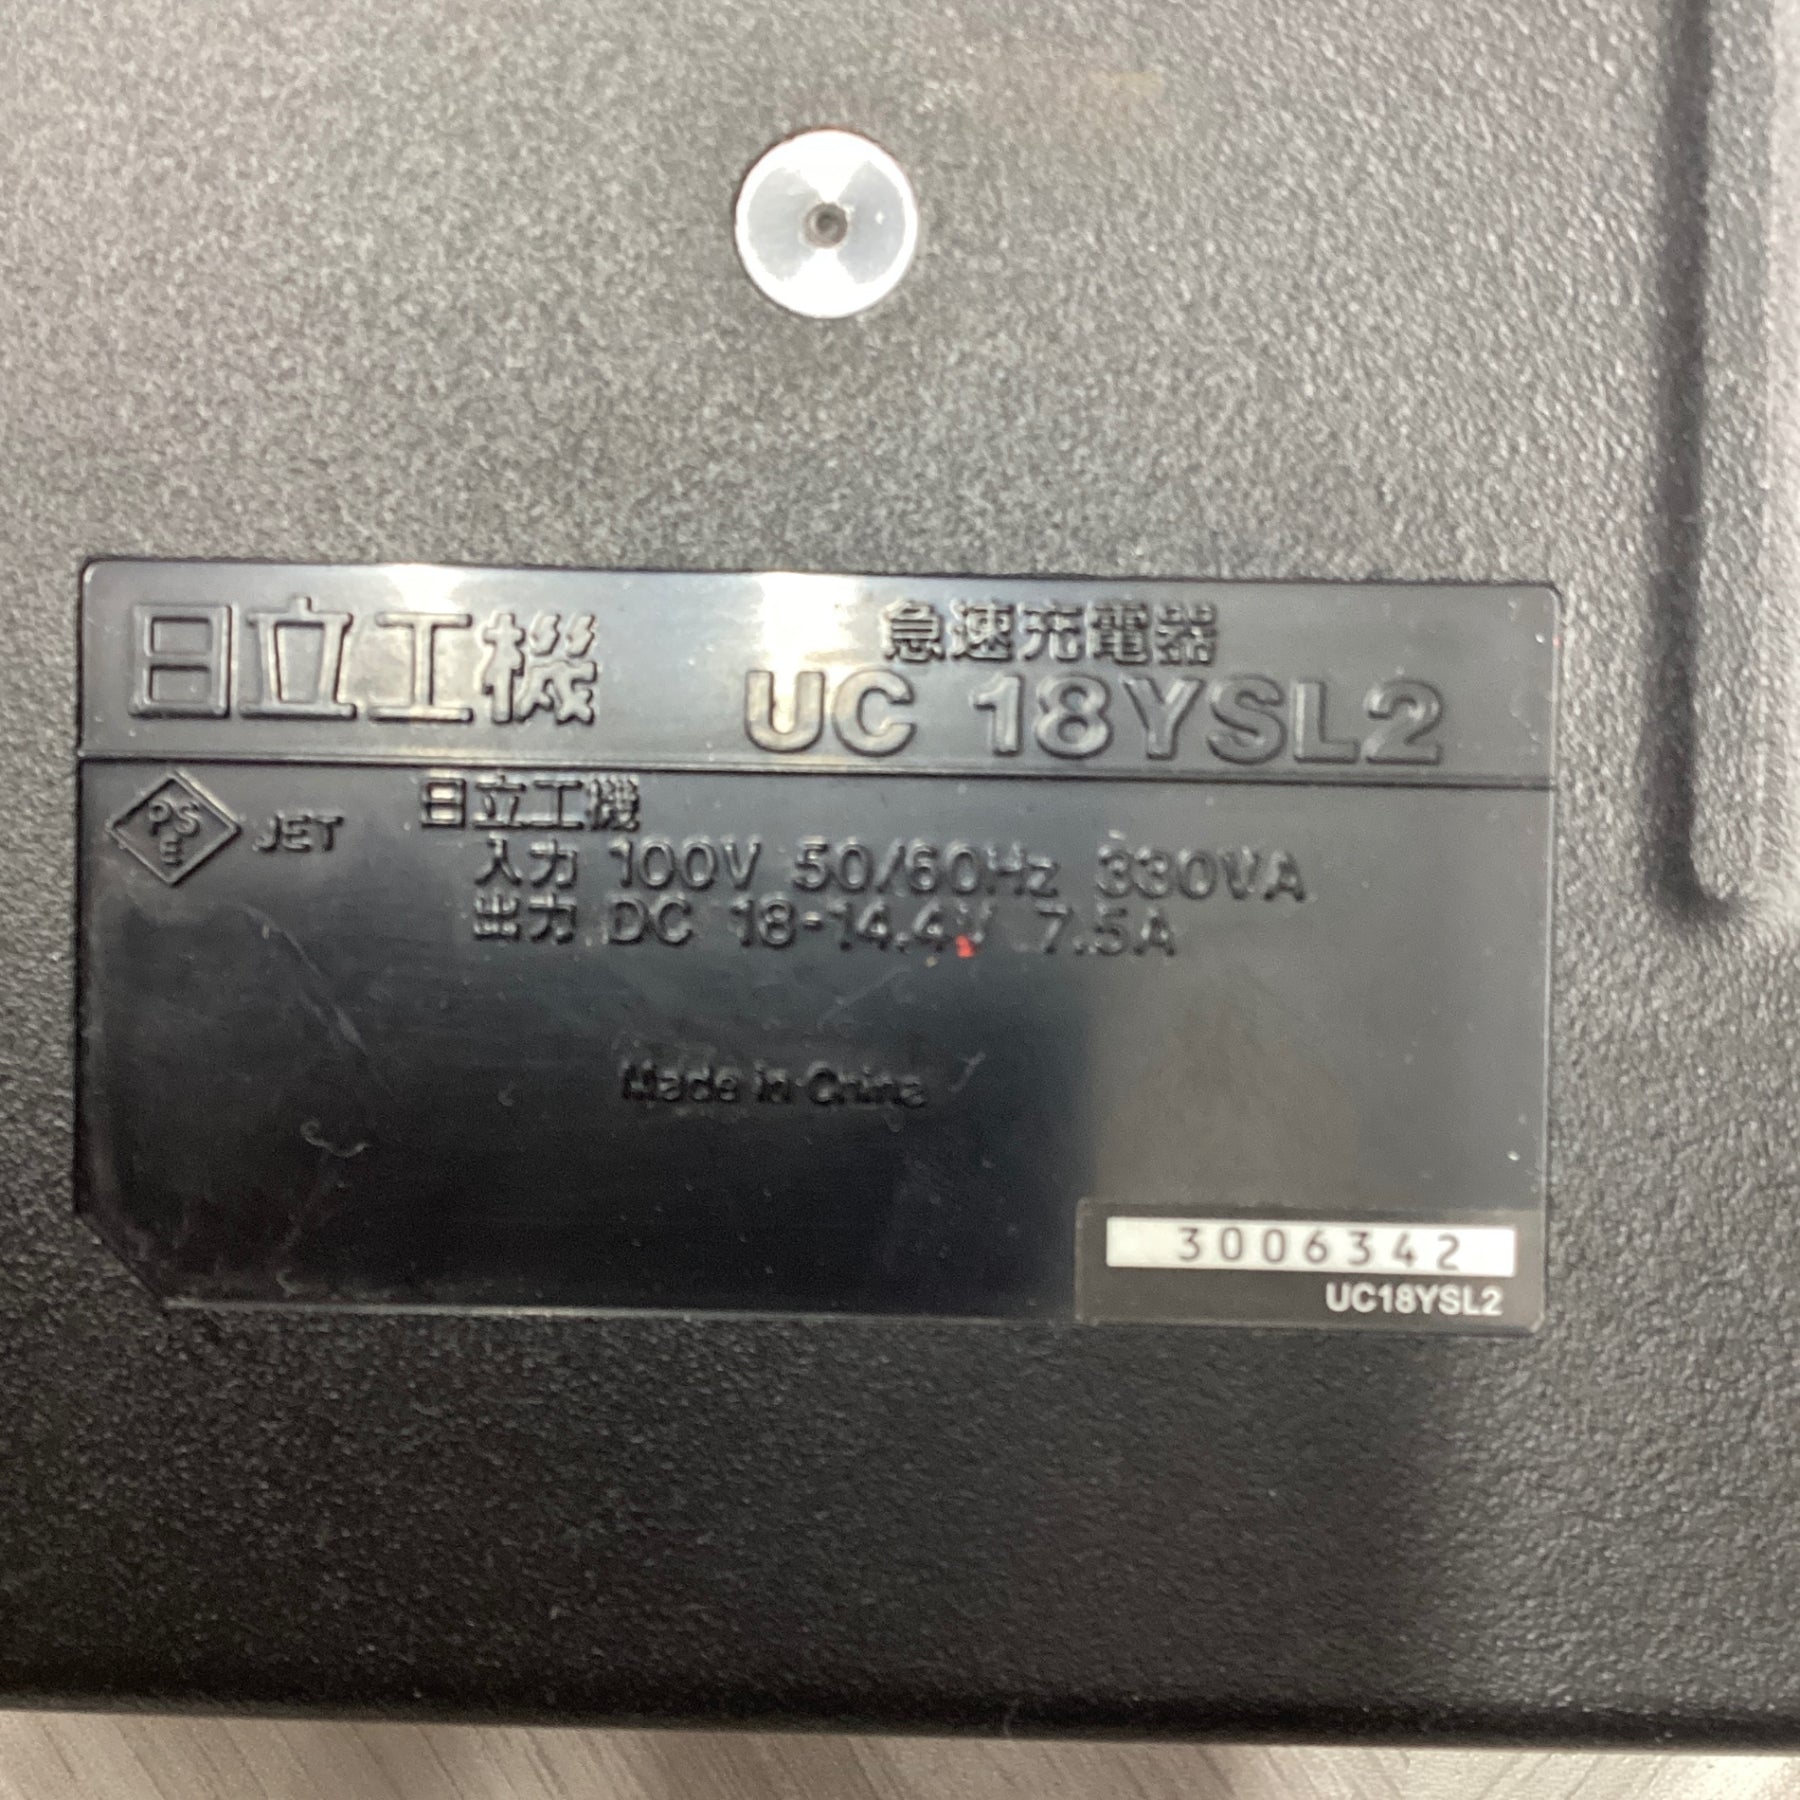 日立工機
急速充電器
UC 18YSL2
PSE JET
日立工機
入力 100V 50/60Hz 330VA
出力 DC 18-14.4V 7.5A
Made in China
3006342
UC18YSL2